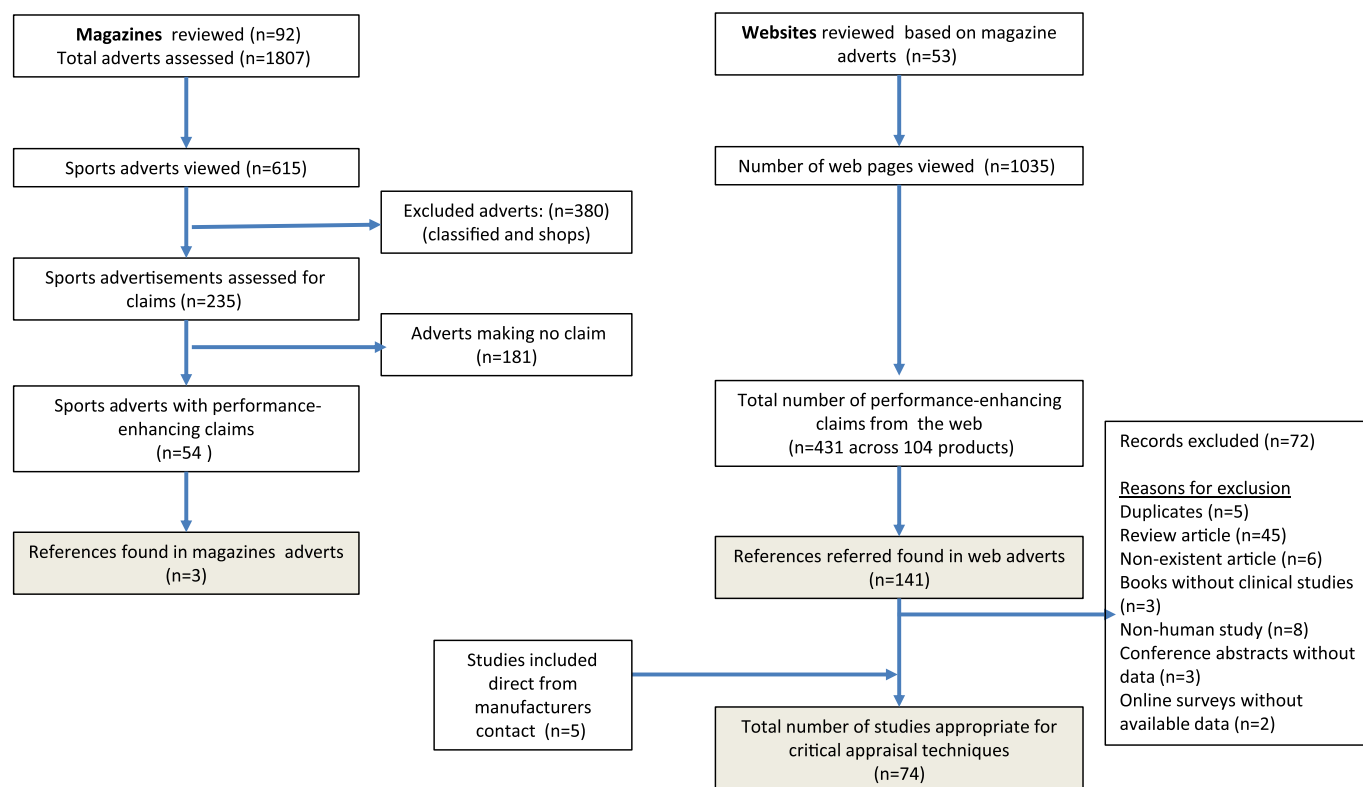 Magazines reviewed (n=92)
Total adverts assessed (n=1807)
Sports adverts viewed (n=615)
Excluded adverts: (n=380)
(classified and shops)
Sports advertisements assessed for
claims (n=235)
Adverts making no claim
(n=181)
Sports adverts with performance-
enhancing claims
(n=54 )
References found in magazines adverts
(n=3)
Websites reviewed based on magazine
adverts (n=53)
Number of web pages viewed (n=1035)
Total number of performance-enhancing
claims from the web
(n=431 across 104 products)
References referred found in web adverts
(n=141)
Records excluded (n=72)
Reasons for exclusion
Duplicates (n=5)
Review article (n=45)
Non-existent article (n=6)
Books without clinical studies
(n=3)
Non-human study (n=8)
Conference abstracts without
data (n=3)
Online surveys without
available data (n=2)
Studies included
direct from
manufacturers
contact (n=5)
Total number of studies appropriate for
critical appraisal techniques
(n=74)